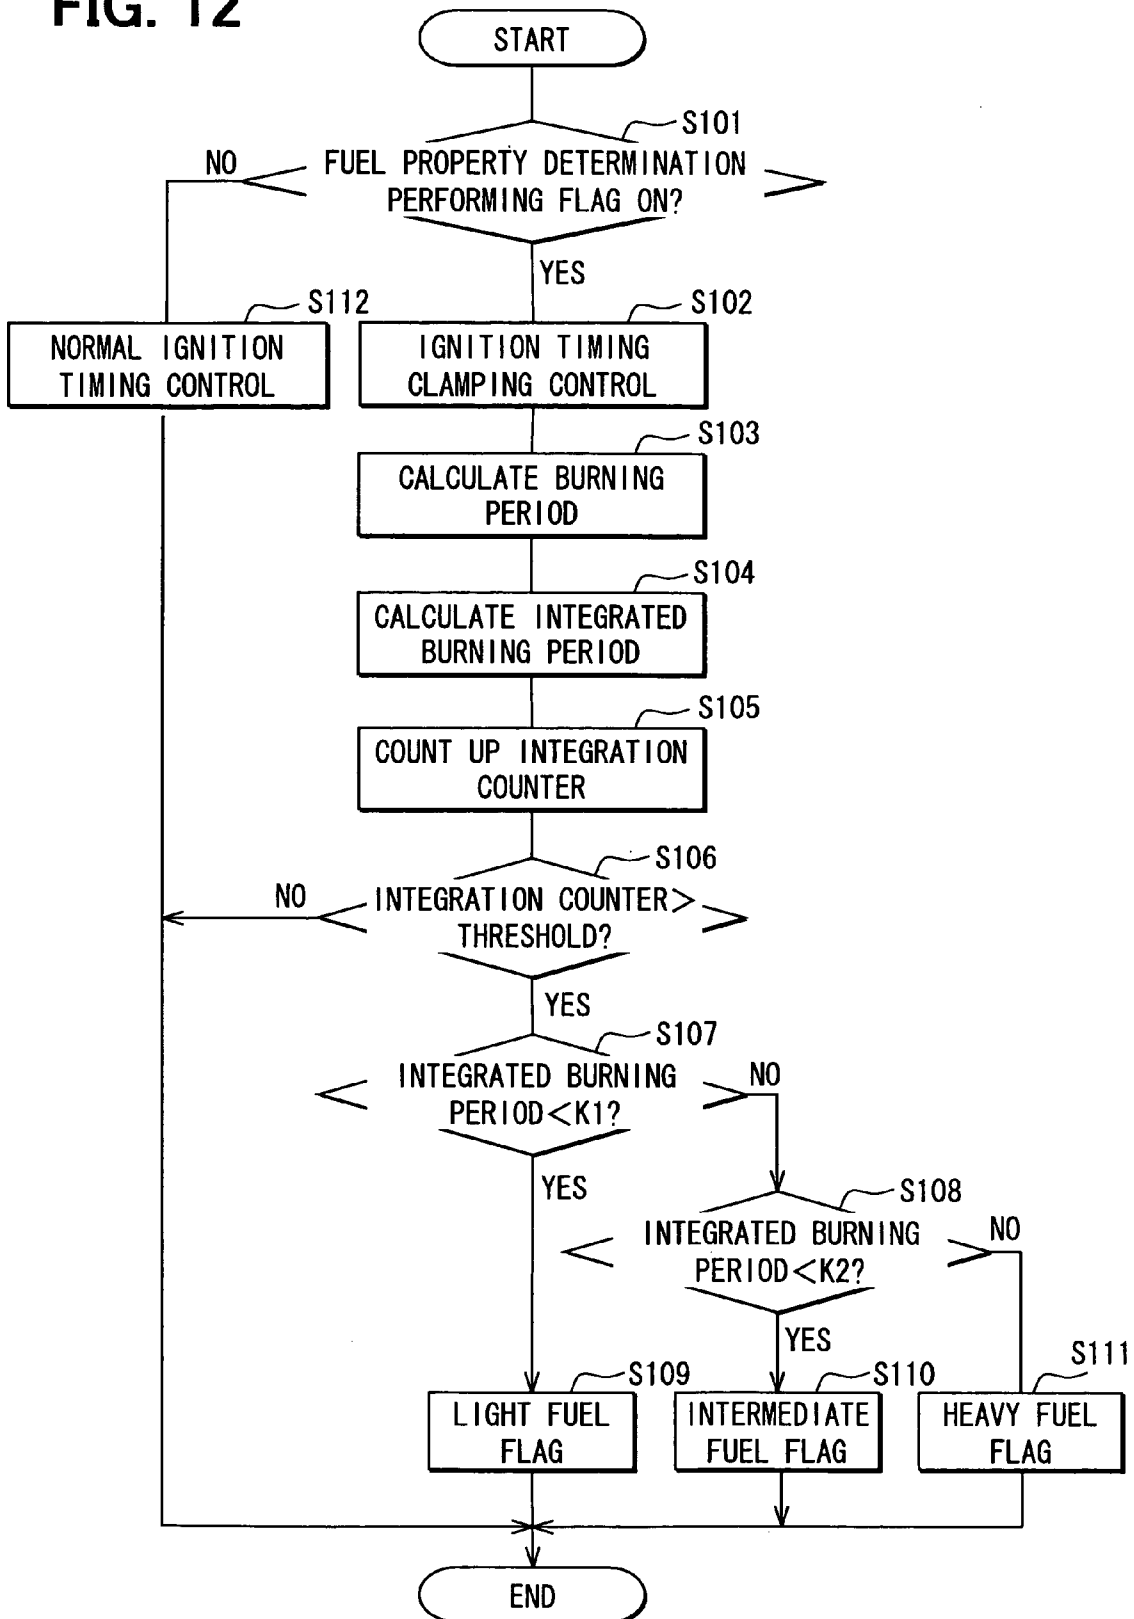 FIG. 12
START
S101
NO
FUEL PROPERTY DETERMINATION
PERFORMING FLAG ON?
YES
S112
S102
NORMAL IGNITION
TIMING CONTROL
IGNITION TIMING
CLAMPING CONTROL
S103
CALCULATE BURNING
PERIOD
S104
CALCULATE INTEGRATED
BURNING PERIOD
S105
COUNT UP INTEGRATION
COUNTER
S106
NO
INTEGRATION COUNTER>
THRESHOLD?
YES
S107
INTEGRATED BURNING
PERIOD<K1?
NO
YES
S108
INTEGRATED BURNING
PERIOD<K2?
NO
YES
S109
S110
S111
LIGHT FUEL
FLAG
INTERMEDIATE
FUEL FLAG
HEAVY FUEL
FLAG
END